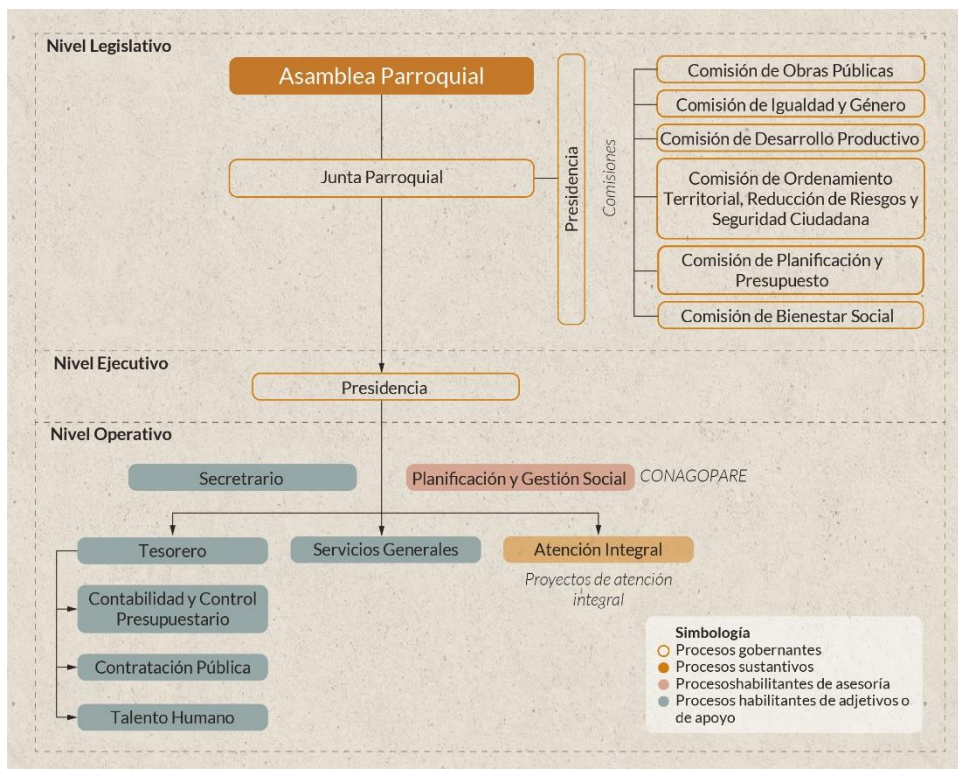 Nivel Legislativo
Asamblea Parroquial
Junta Parroquial
Presidencia
Comisiones
Comisión de Obras Públicas
Comisión de Igualdad y Género
Comisión de Desarrollo Productivo
Comisión de Ordenamiento
Territorial, Reducción de Riesgos y
Seguridad Ciudadana
Comisión de Planificación y
Presupuesto
Comisión de Bienestar Social
Nivel Ejecutivo
Presidencia
Nivel Operativo
Secretrario
Planificación y Gestión Social
CONAGOPARE
Tesorero
Servicios Generales
Atención Integral
Proyectos de atención
integral
Contabilidad y Control
Presupuestario
Contratación Pública
Talento Humano
Simbología
Procesos gobernantes
Procesos sustantivos
Procesoshabilitantes de asesoría
Procesos habilitantes de adjetivos o
de apoyo